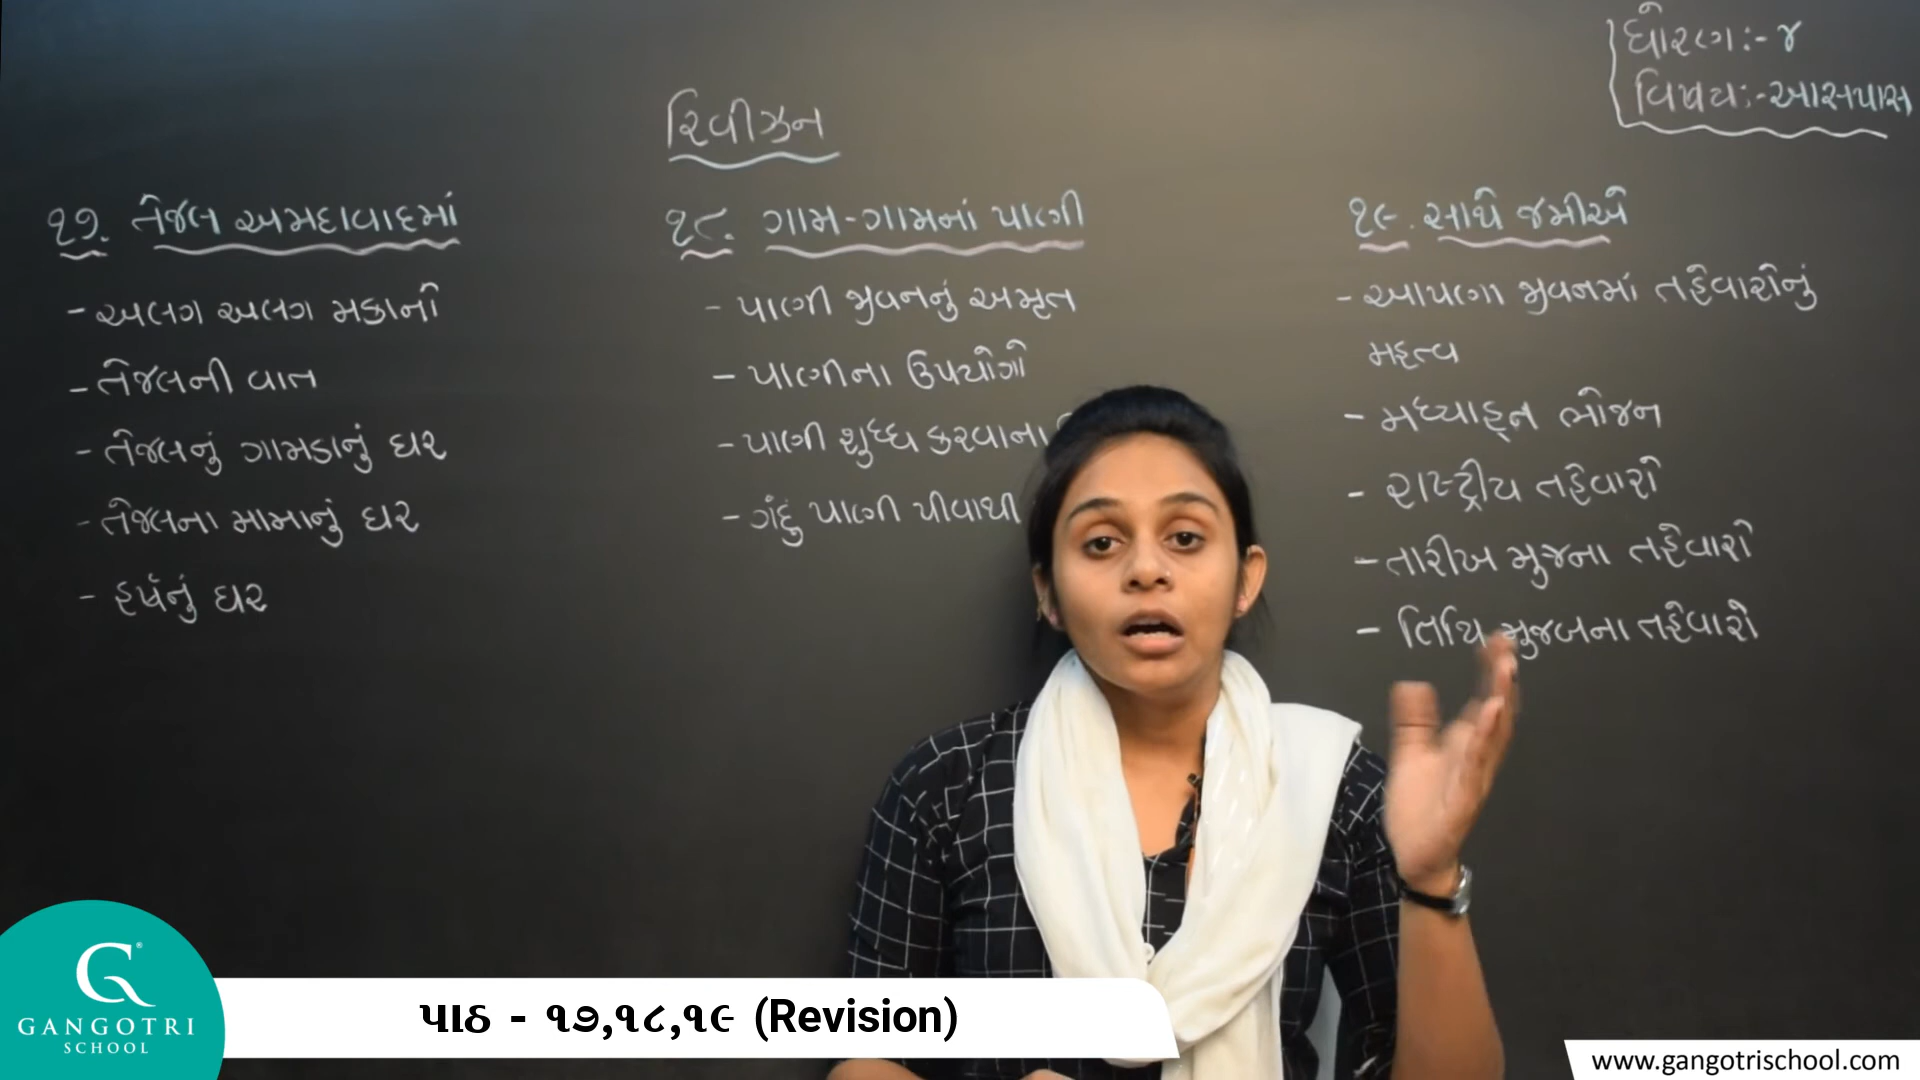 ધોરણ:- ૪
વિષય:- આસપાસ
રિવીઝન
૧૭. તેજલ અમદાવાદમાં
- અલગ અલગ મકાનો
- તેજલની વાત
- તેજલનું ગામડાનું ઘર
- તેજલના મામાનું ઘર
- હર્ષનું ઘર
૧૮. ગામ-ગામનાં પાણી
- પાણી જીવનનું અમૃત
- પાણીના ઉપયોગો
- પાણી શુધ્ધ કરવાના
- ગંદુ પાણી પીવાથી
૧૯. સાથે જમીએ
- આપણા જીવનમાં તહેવારોનું
મહત્વ
- મધ્યાહ્ન ભોજન
- રાષ્ટ્રીય તહેવારો
- તારીખ મુજના તહેવારો
- તિથિ મુજબના તહેવારો
GANGOTRI
SCHOOL
પાઠ - ૧૭,૧૮,૧૯ (Revision)
www.gangotrischool.com